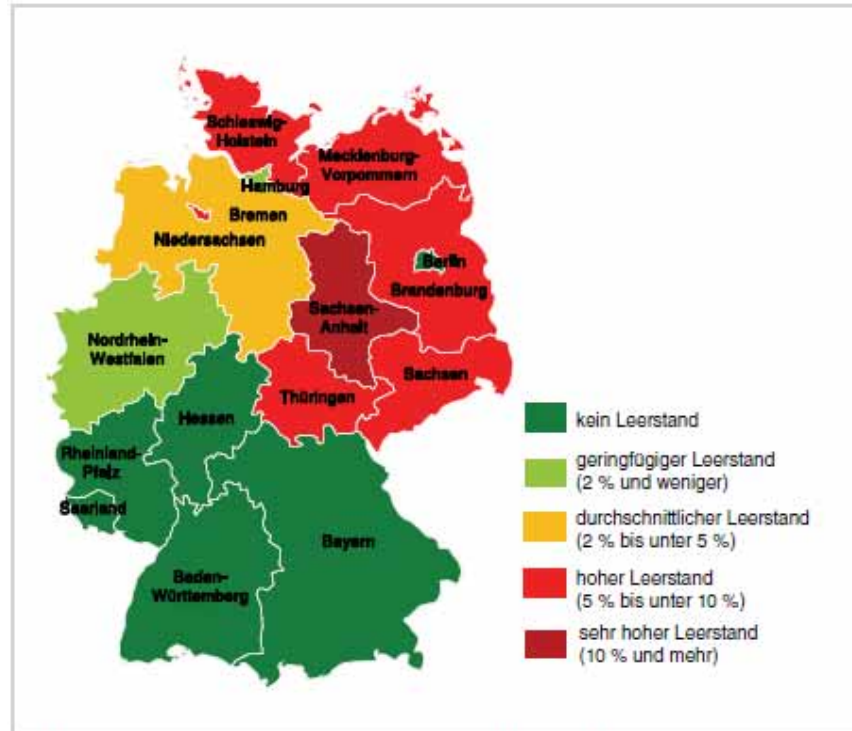 Schleswig-
Holstein
Mecklenburg-
Vorpommern
Hamburg
Bremen
Niedersachsen
Berlin
Brandenburg
Sachsen-
Anhalt
Nordrhein-
Westfalen
Sachsen
Thüringen
Hessen
Rheinland-
Pfalz
Saarland
Bayern
Baden-
Württemberg
kein Leerstand
geringfügiger Leerstand
(2 % und weniger)
durchschnittlicher Leerstand
(2 % bis unter 5 %)
hoher Leerstand
(5 % bis unter 10 %)
sehr hoher Leerstand
(10 % und mehr)